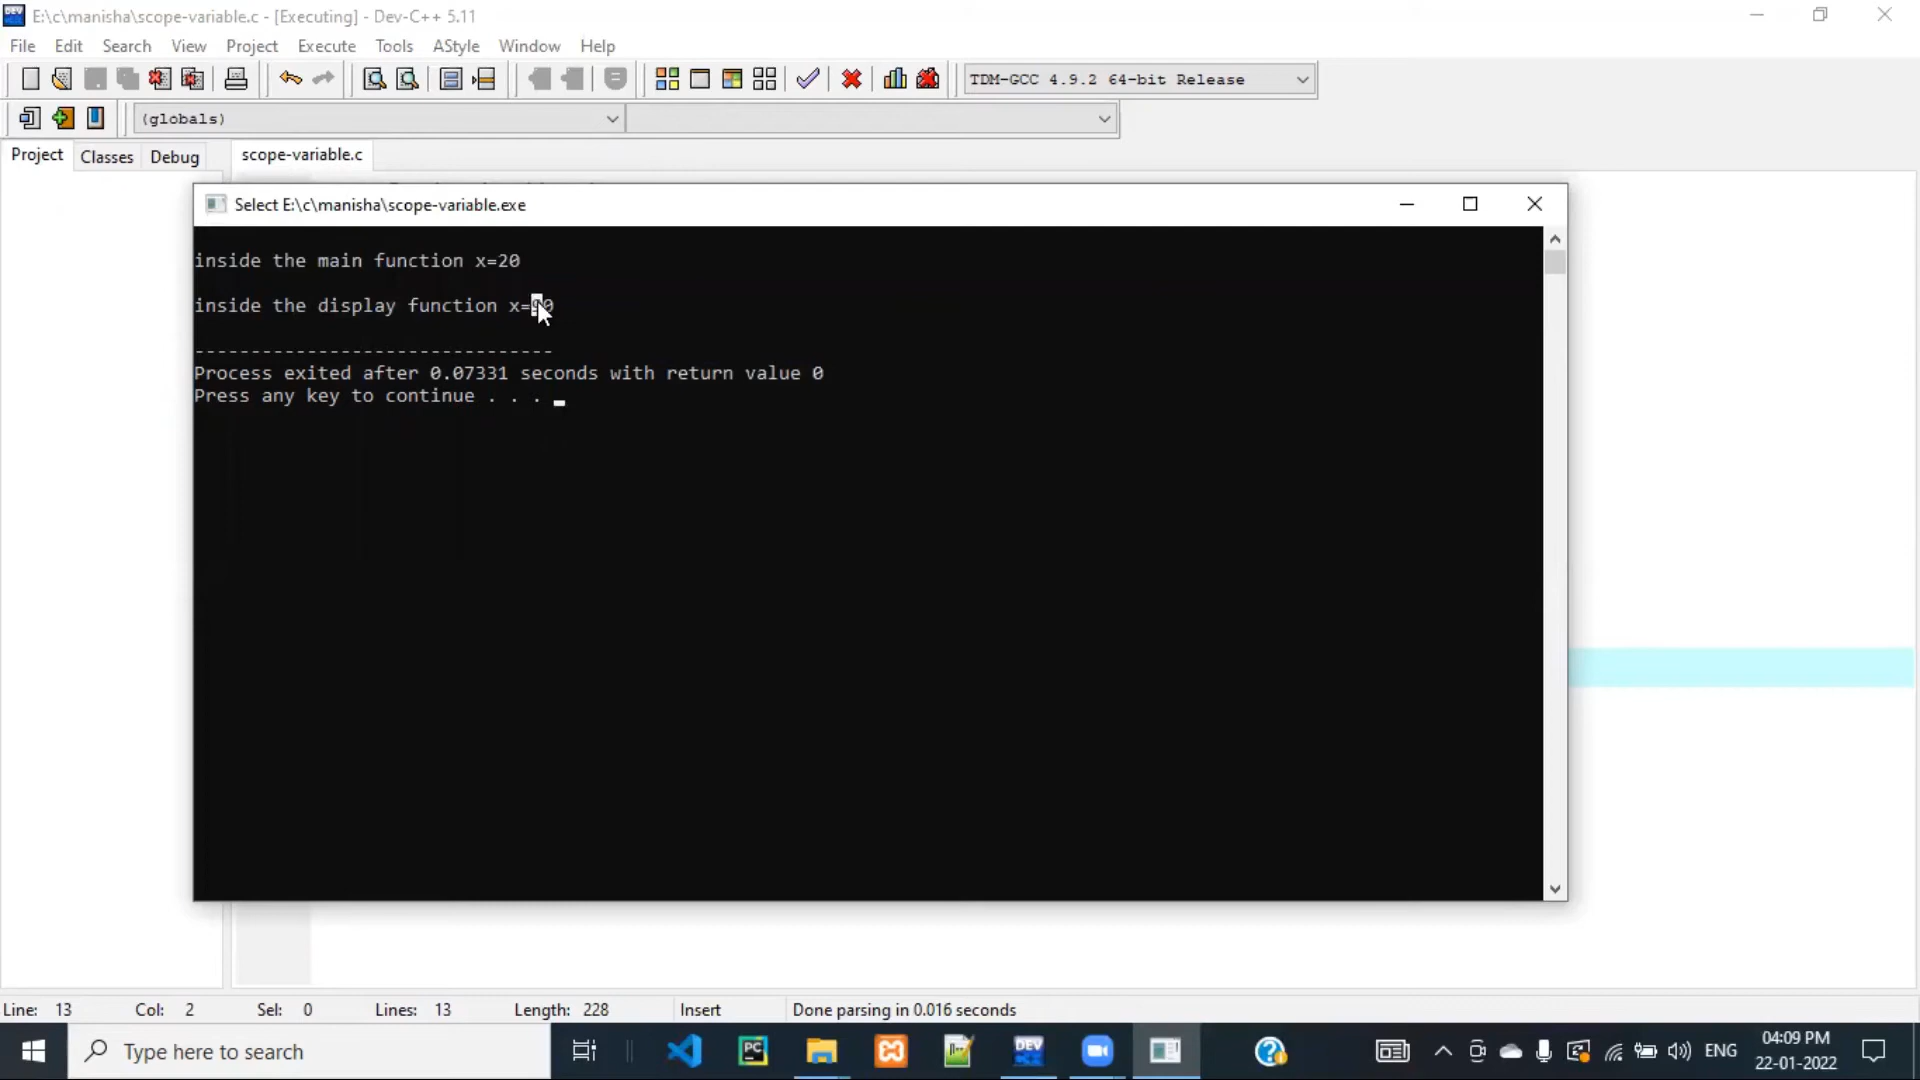 E:\c\manisha\scope-variable.c - [Executing] - Dev-C++ 5.11
File Edit Search View Project Execute Tools AStyle Window Help
TDM-GCC 4.9.2 64-bit Release
(globals)
Project Classes Debug scope-variable.c
Select E:\c\manisha\scope-variable.exe
inside the main function x=20
inside the display function
--------------------------------
Process exited after 0.07331 seconds with return value 0
Press any key to continue . . .
Line: 13 Col: 2 Sel: 0 Lines: 13 Length: 228 Insert Done parsing in 0.016 seconds
Type here to search
ENG
04:09 PM
22-01-2022